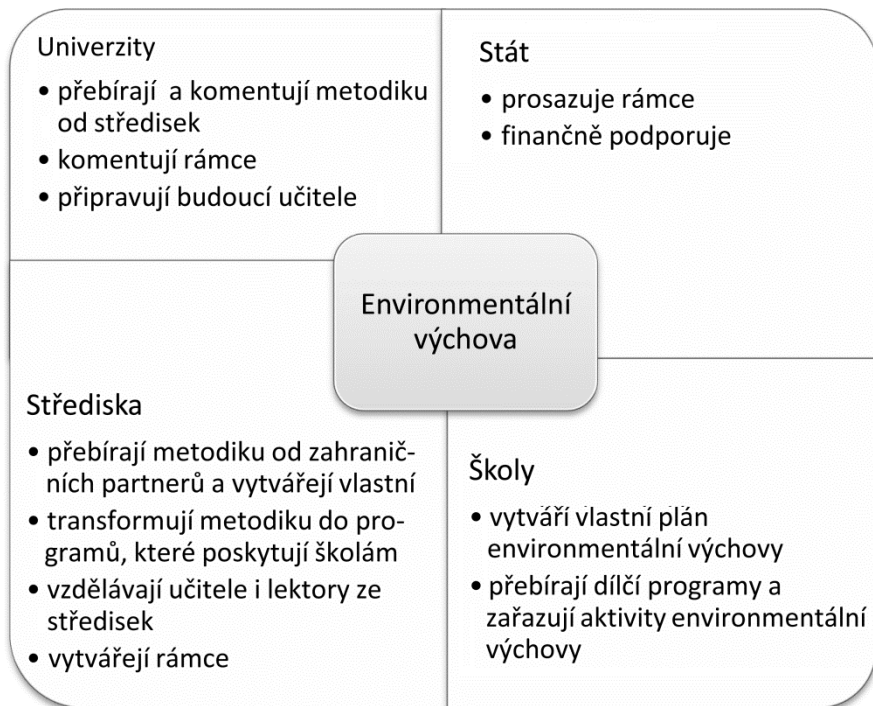 Univerzity
• přebírají a komentují metodiku
od středisek
• komentují rámce
• připravují budoucí učitele
Stát
• prosazuje rámce
• finančně podporuje
Environmentální
výchova
Střediska
• přebírají metodiku od zahranič-
ních partnerů a vytvářejí vlastní
• transformují metodiku do pro-
gramů, které poskytují školám
• vzdělávají učitele i lektory ze
středisek
• vytvářejí rámce
Školy
• vytváří vlastní plán
environmentální výchovy
• přebírají dílčí programy a
zařazují aktivity environmentální
výchovy